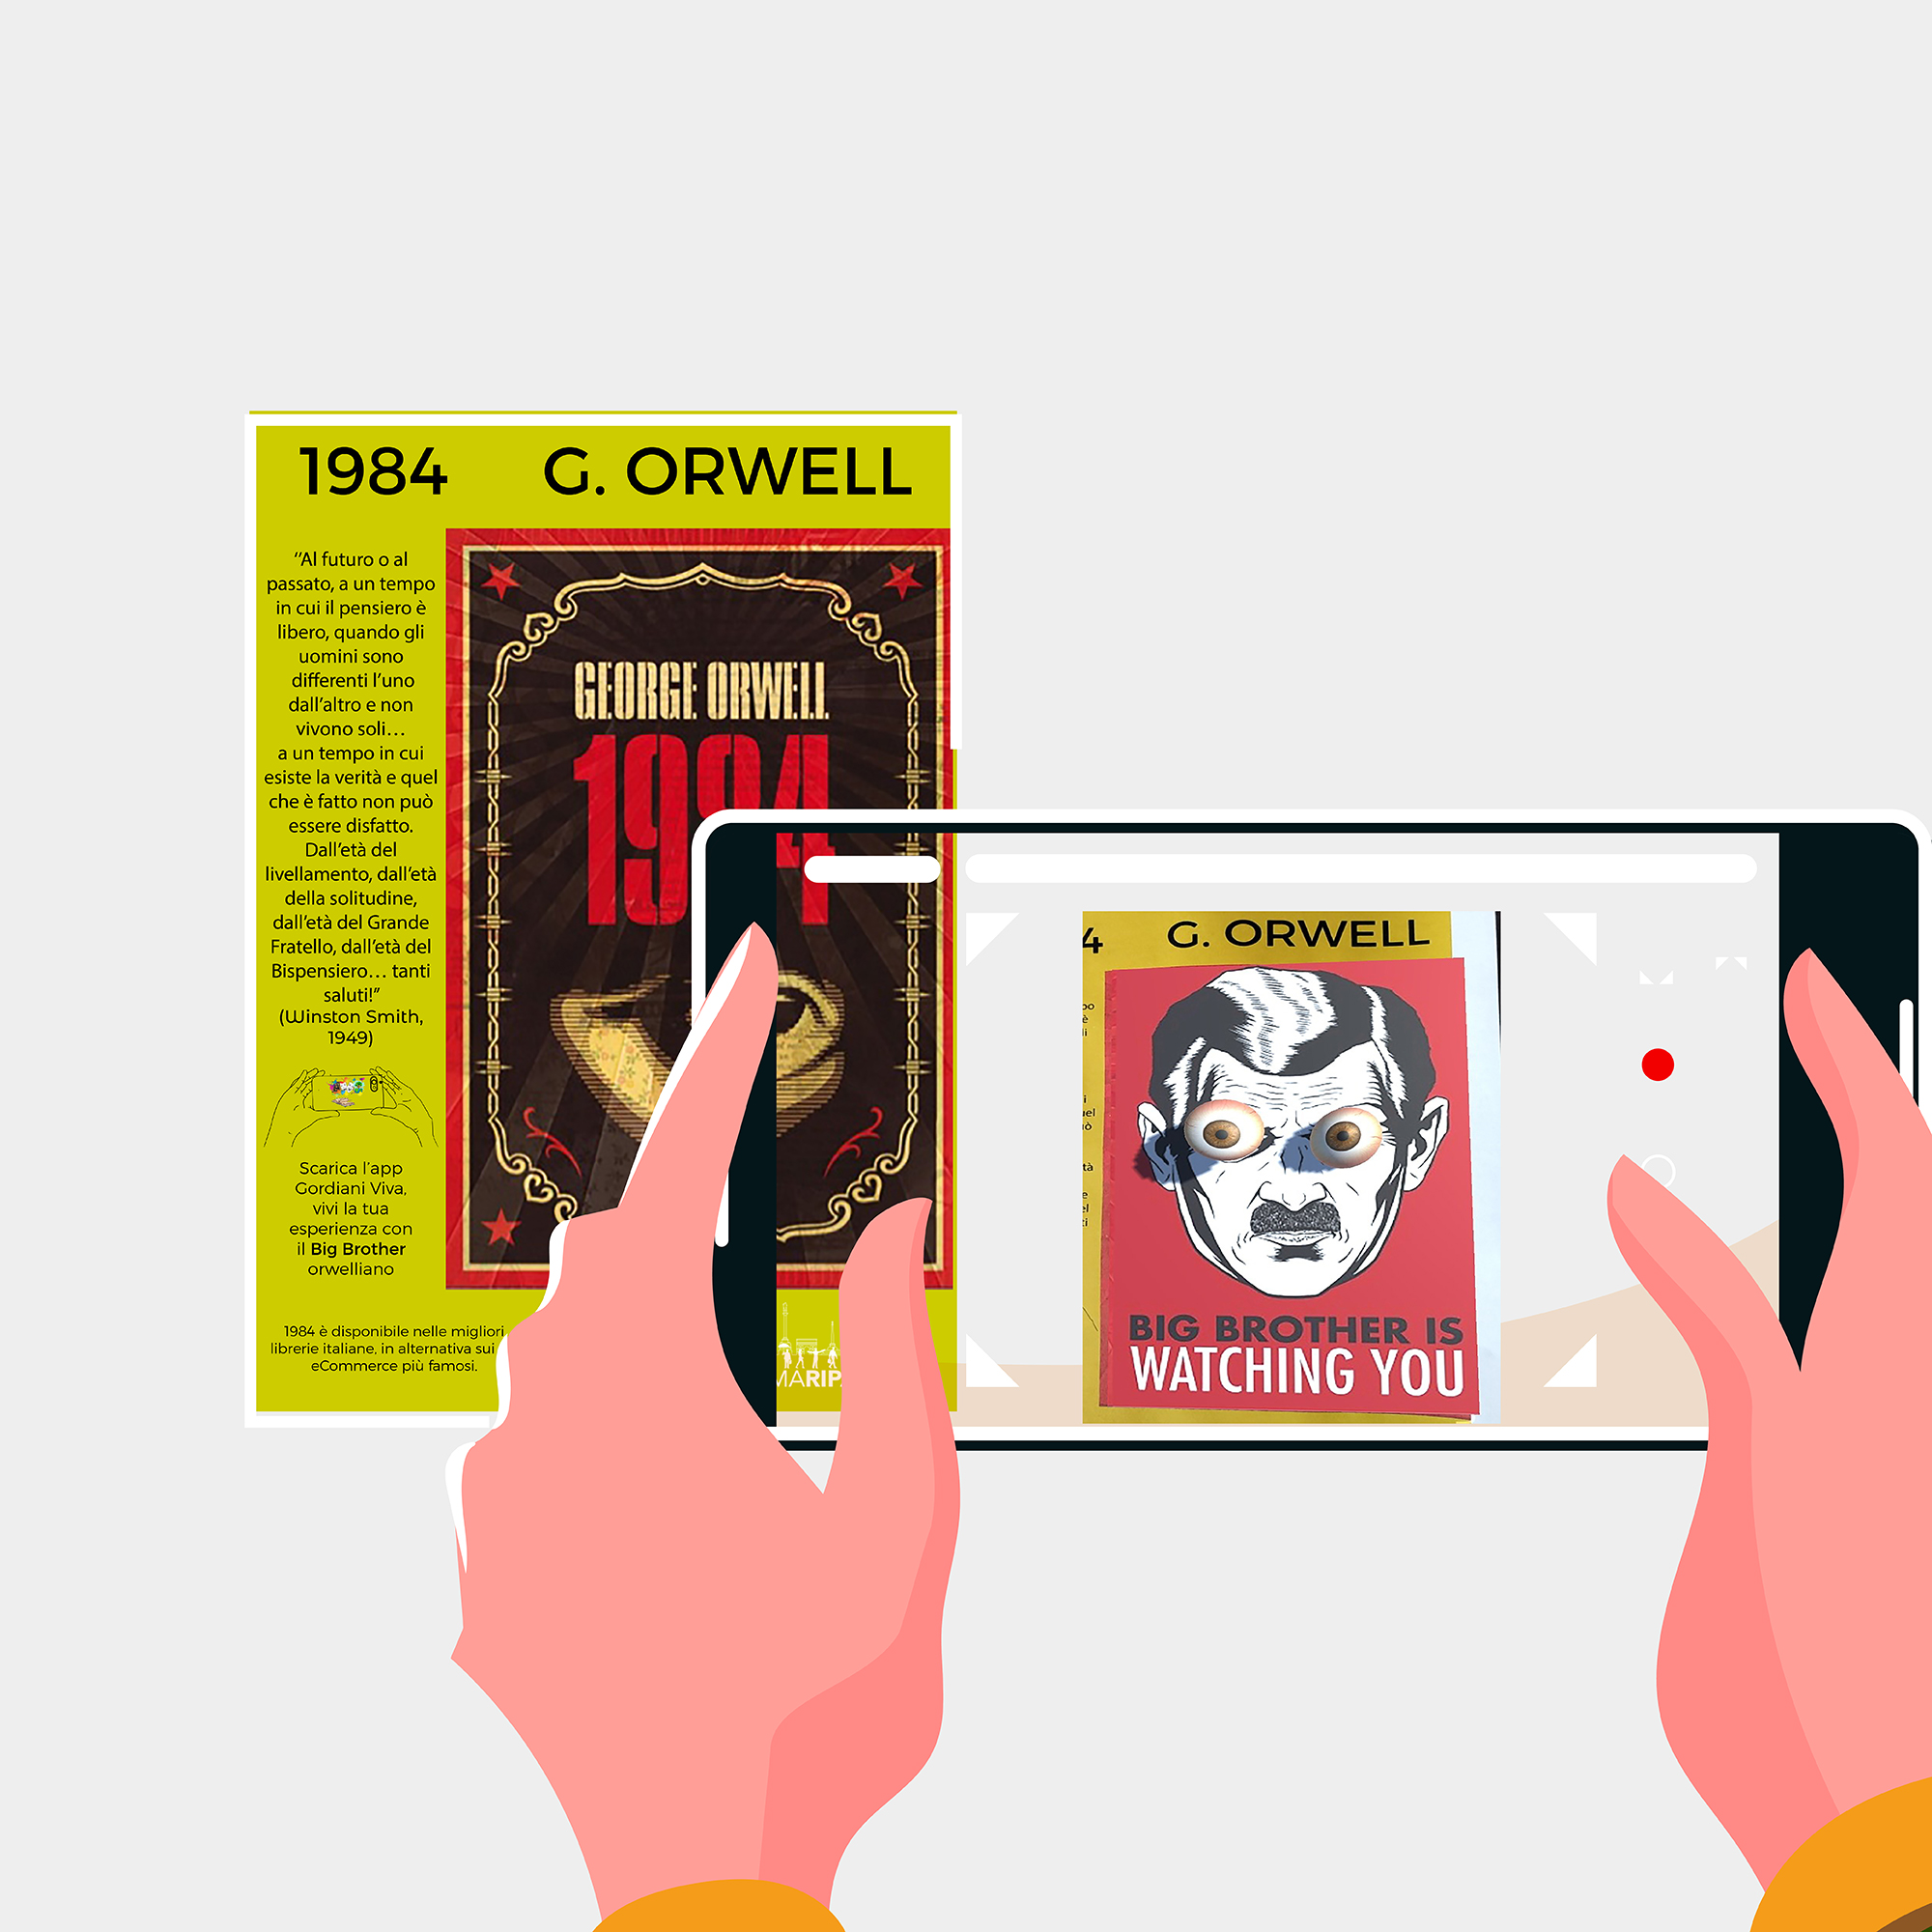 1984 G. ORWELL
“Al futuro o al
passato, a un tempo
in cui il pensiero è
libero, quando gli
uomini sono
differenti l’uno
dall’altro e non
vivono soli…
a un tempo in cui
esiste la verità e quel
che è fatto non può
essere disfatto.
Dall’età del
livellamento, dall’età
della solitudine,
dall’età del Grande
Fratello, dall’età del
Bispensiero… tanti
saluti!”
(Winston Smith,
1949)
Scarica l’app
Gordiani Viva,
vivi la tua
esperienza con
il Big Brother
orwelliano
1984 è disponibile nelle migliori
librerie italiane, in alternativa sui
eCommerce più famosi.
GEORGE ORWELL
1984
MARIP
4 G. ORWELL
BIG BROTHER IS
WATCHING YOU